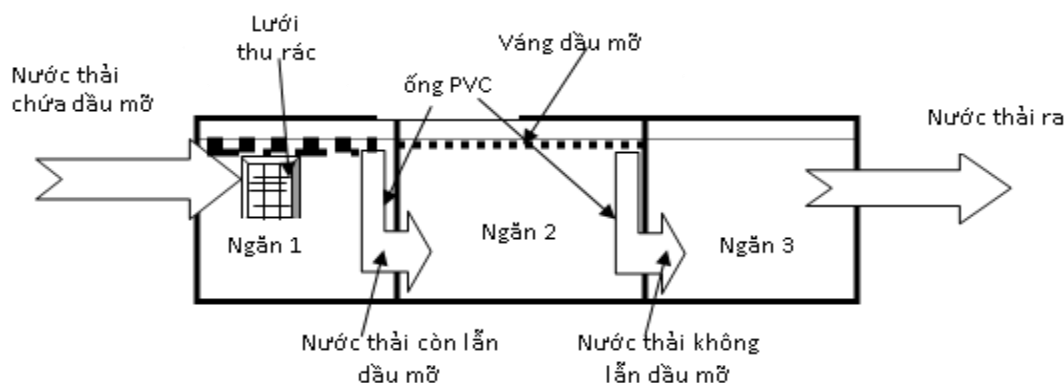 Lưới
thu rác
Váng dầu mỡ
Nước thải
chứa dầu mỡ
ống PVC
Nước thải ra
Ngăn 1
Ngăn 2
Ngăn 3
Nước thải còn lẫn
dầu mỡ
Nước thải không
lẫn dầu mỡ